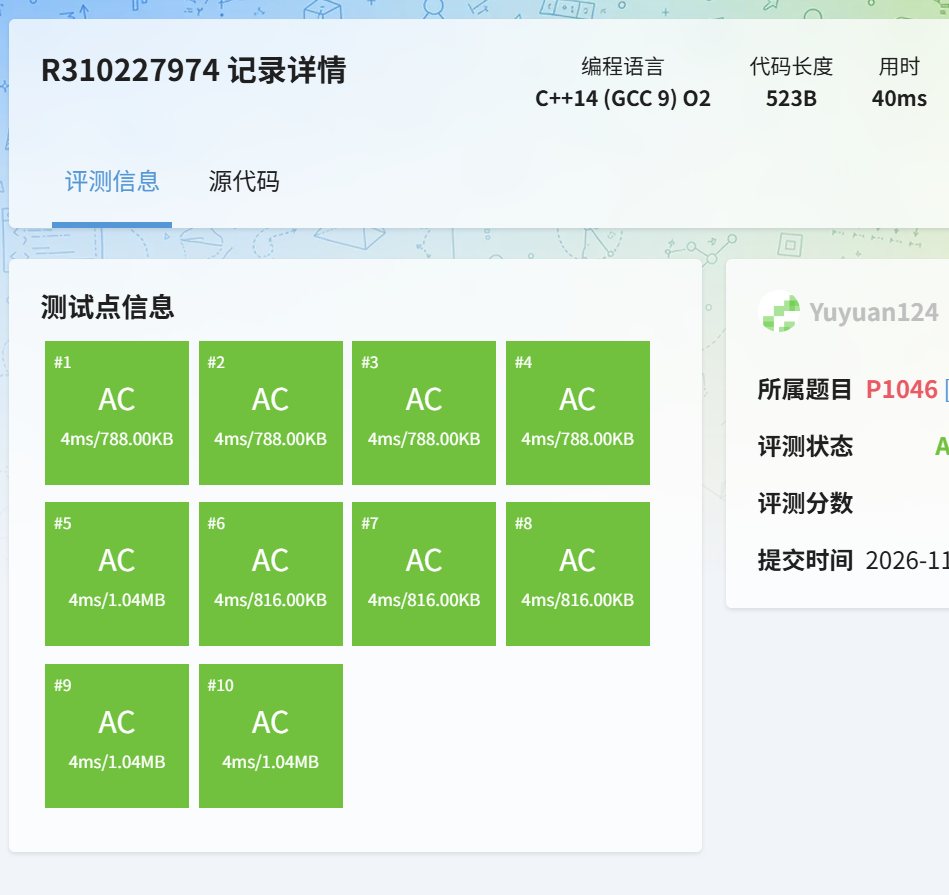 R310227974 记录详情
编程语言
C++14 (GCC 9) O2
代码长度
523B
用时
40ms
评测信息
源代码
测试点信息
#1
AC
4ms/788.00KB
#2
AC
4ms/788.00KB
#3
AC
4ms/788.00KB
#4
AC
4ms/788.00KB
#5
AC
4ms/1.04MB
#6
AC
4ms/816.00KB
#7
AC
4ms/816.00KB
#8
AC
4ms/816.00KB
#9
AC
4ms/1.04MB
#10
AC
4ms/1.04MB
Yuyuan124
所属题目 P1046 [
评测状态 A
评测分数
提交时间 2026-11